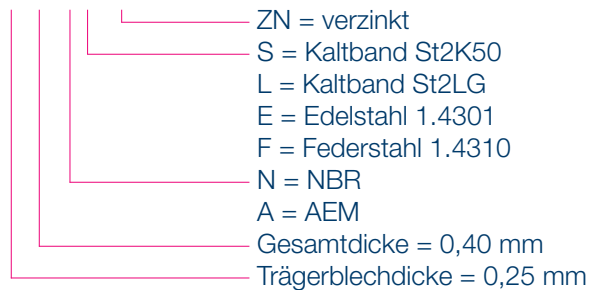 ZN = verzinkt
S = Kaltband St2K50
L = Kaltband St2LG
E = Edelstahl 1.4301
F = Federstahl 1.4310
N = NBR
A = AEM
Gesamtdicke = 0,40 mm
Trägerblechdicke = 0,25 mm